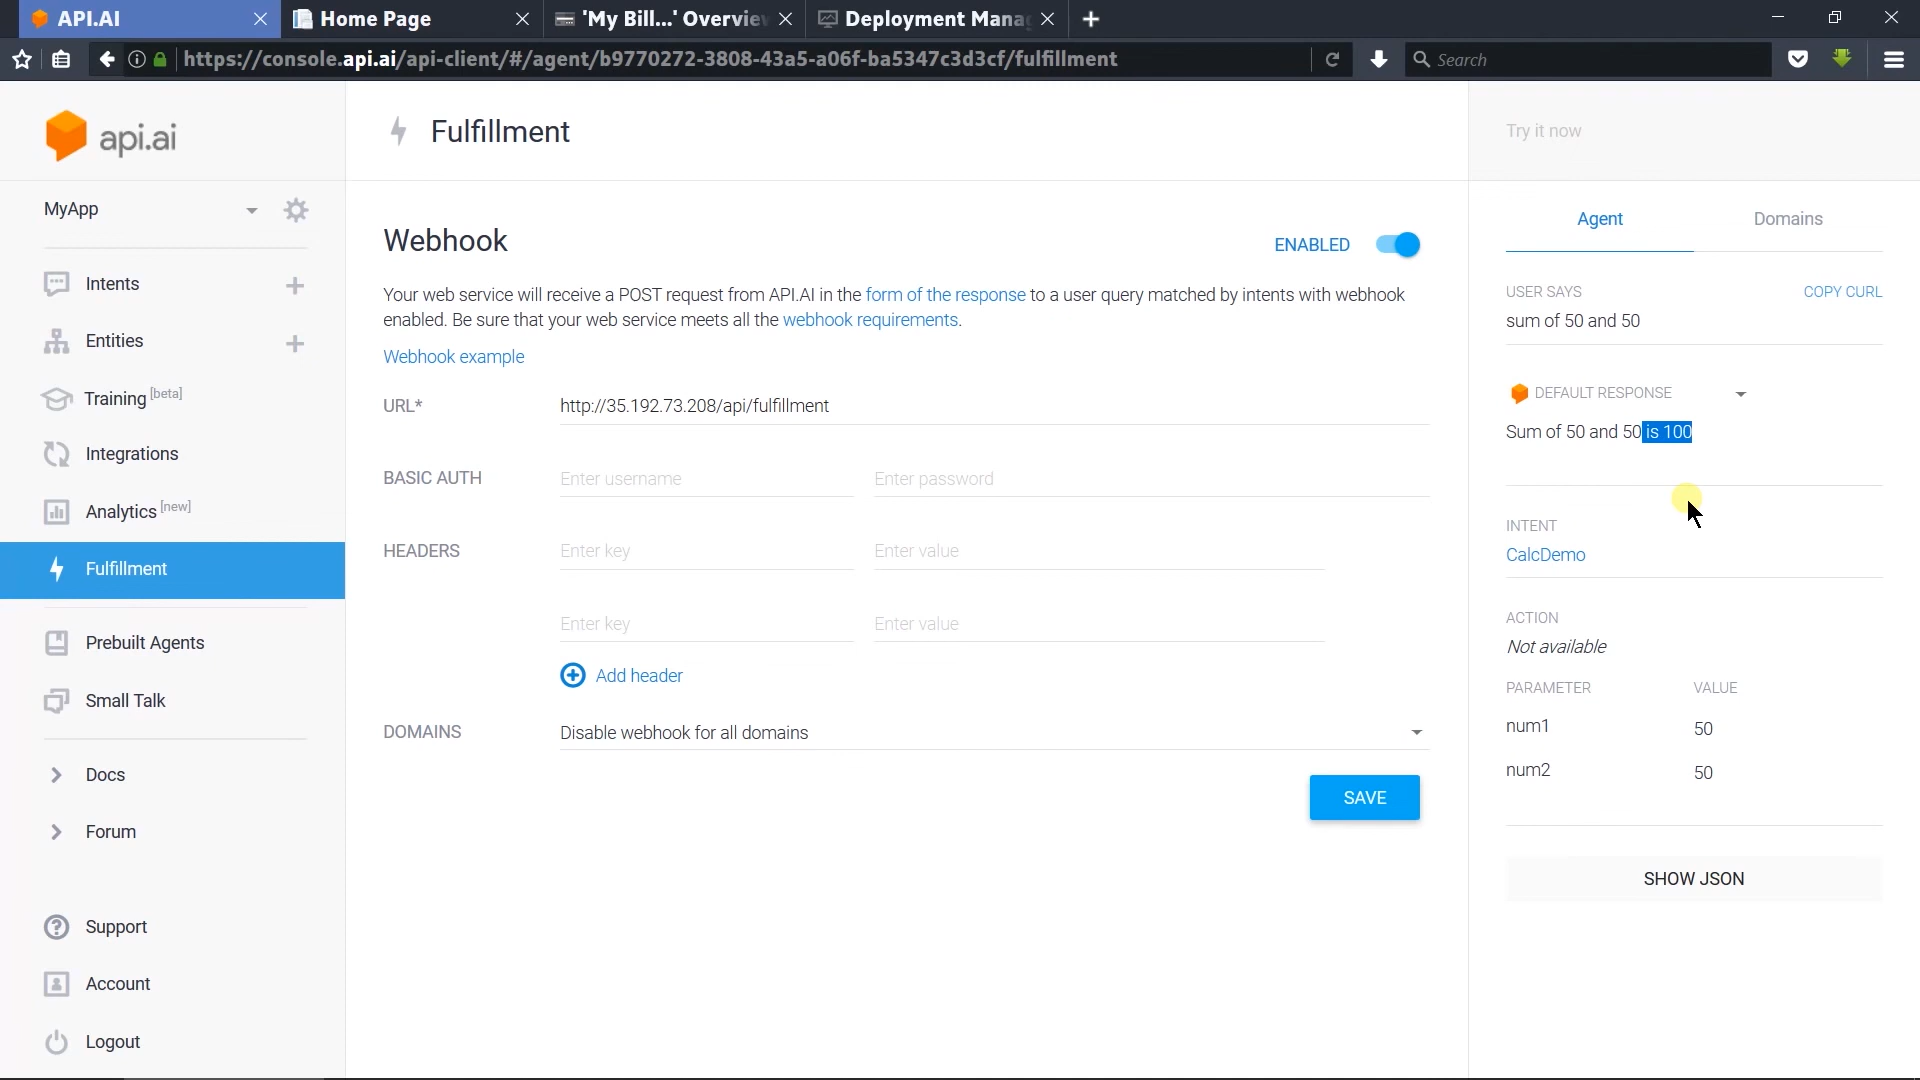 API.AI
Home Page
'My Bill...' Overview
Deployment Mana
https://console.api.ai/api-client/#/agent/b9770272-3808-43a5-a06f-ba5347c3d3cf/fulfillment
Search
api.ai
MyApp
Intents
Entities
Training [beta]
Integrations
Analytics [new]
Fulfillment
Prebuilt Agents
Small Talk
Docs
Forum
Support
Account
Logout
Fulfillment
Webhook
ENABLED
Your web service will receive a POST request from API.AI in the form of the response to a user query matched by intents with webhook
enabled. Be sure that your web service meets all the webhook requirements.
Webhook example
URL* http://35.192.73.208/api/fulfillment
BASIC AUTH Enter username Enter password
HEADERS Enter key Enter value
Enter key Enter value
Add header
DOMAINS Disable webhook for all domains
SAVE
Try it now
Agent Domains
USER SAYS COPY CURL
sum of 50 and 50
DEFAULT RESPONSE
Sum of 50 and 50 is 100
INTENT
CalcDemo
ACTION
Not available
PARAMETER VALUE
num1 50
num2 50
SHOW JSON